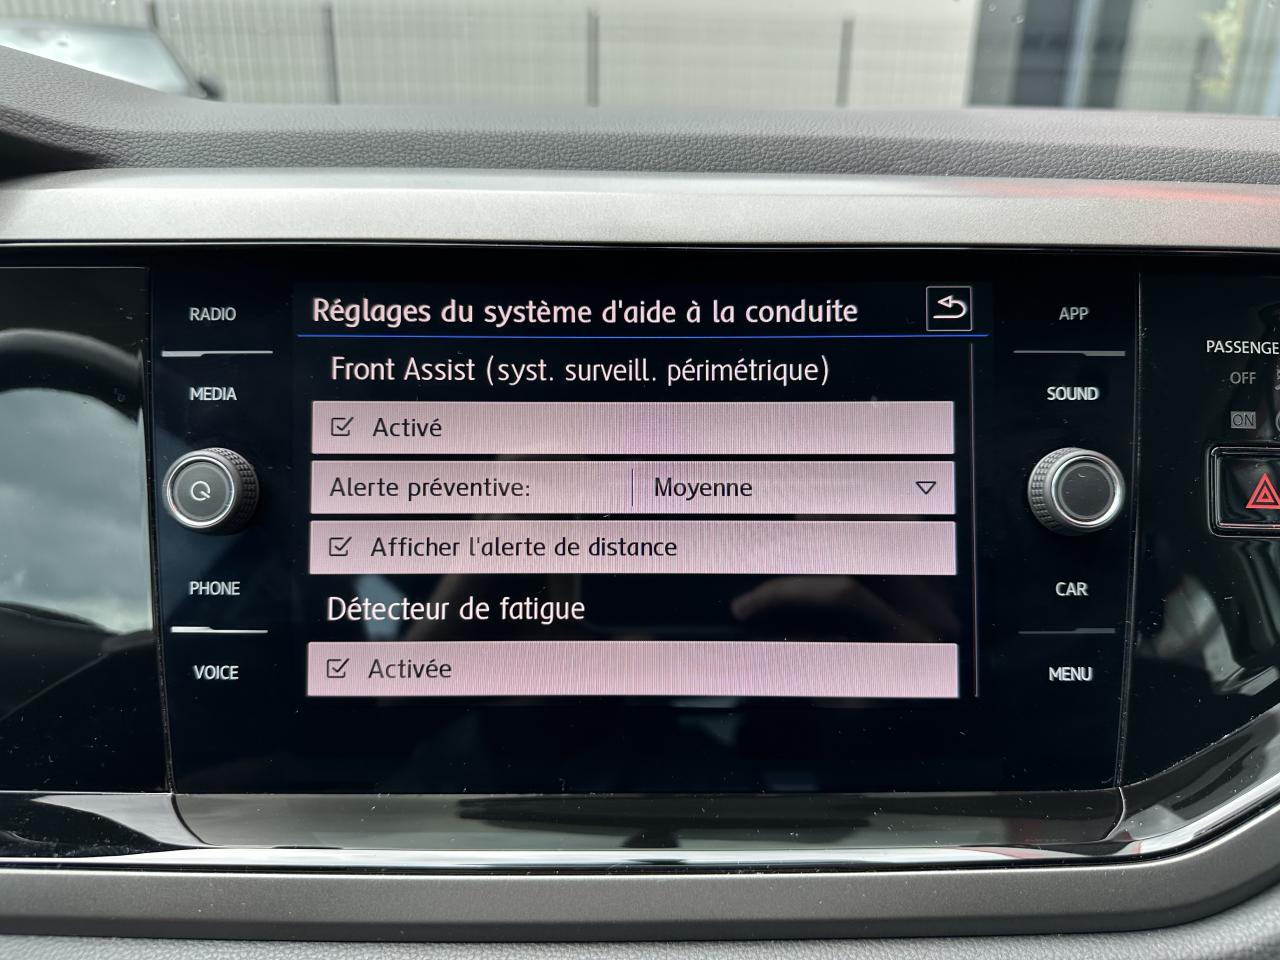 RADIO
MEDIA
PHONE
VOICE
Réglages du système d'aide à la conduite
Front Assist (syst. surveill. périmétrique)
Activé
Alerte préventive: Moyenne
Afficher l'alerte de distance
Détecteur de fatigue
Activée
APP
SOUND
CAR
MENU
PASSENGE
OFF
ON